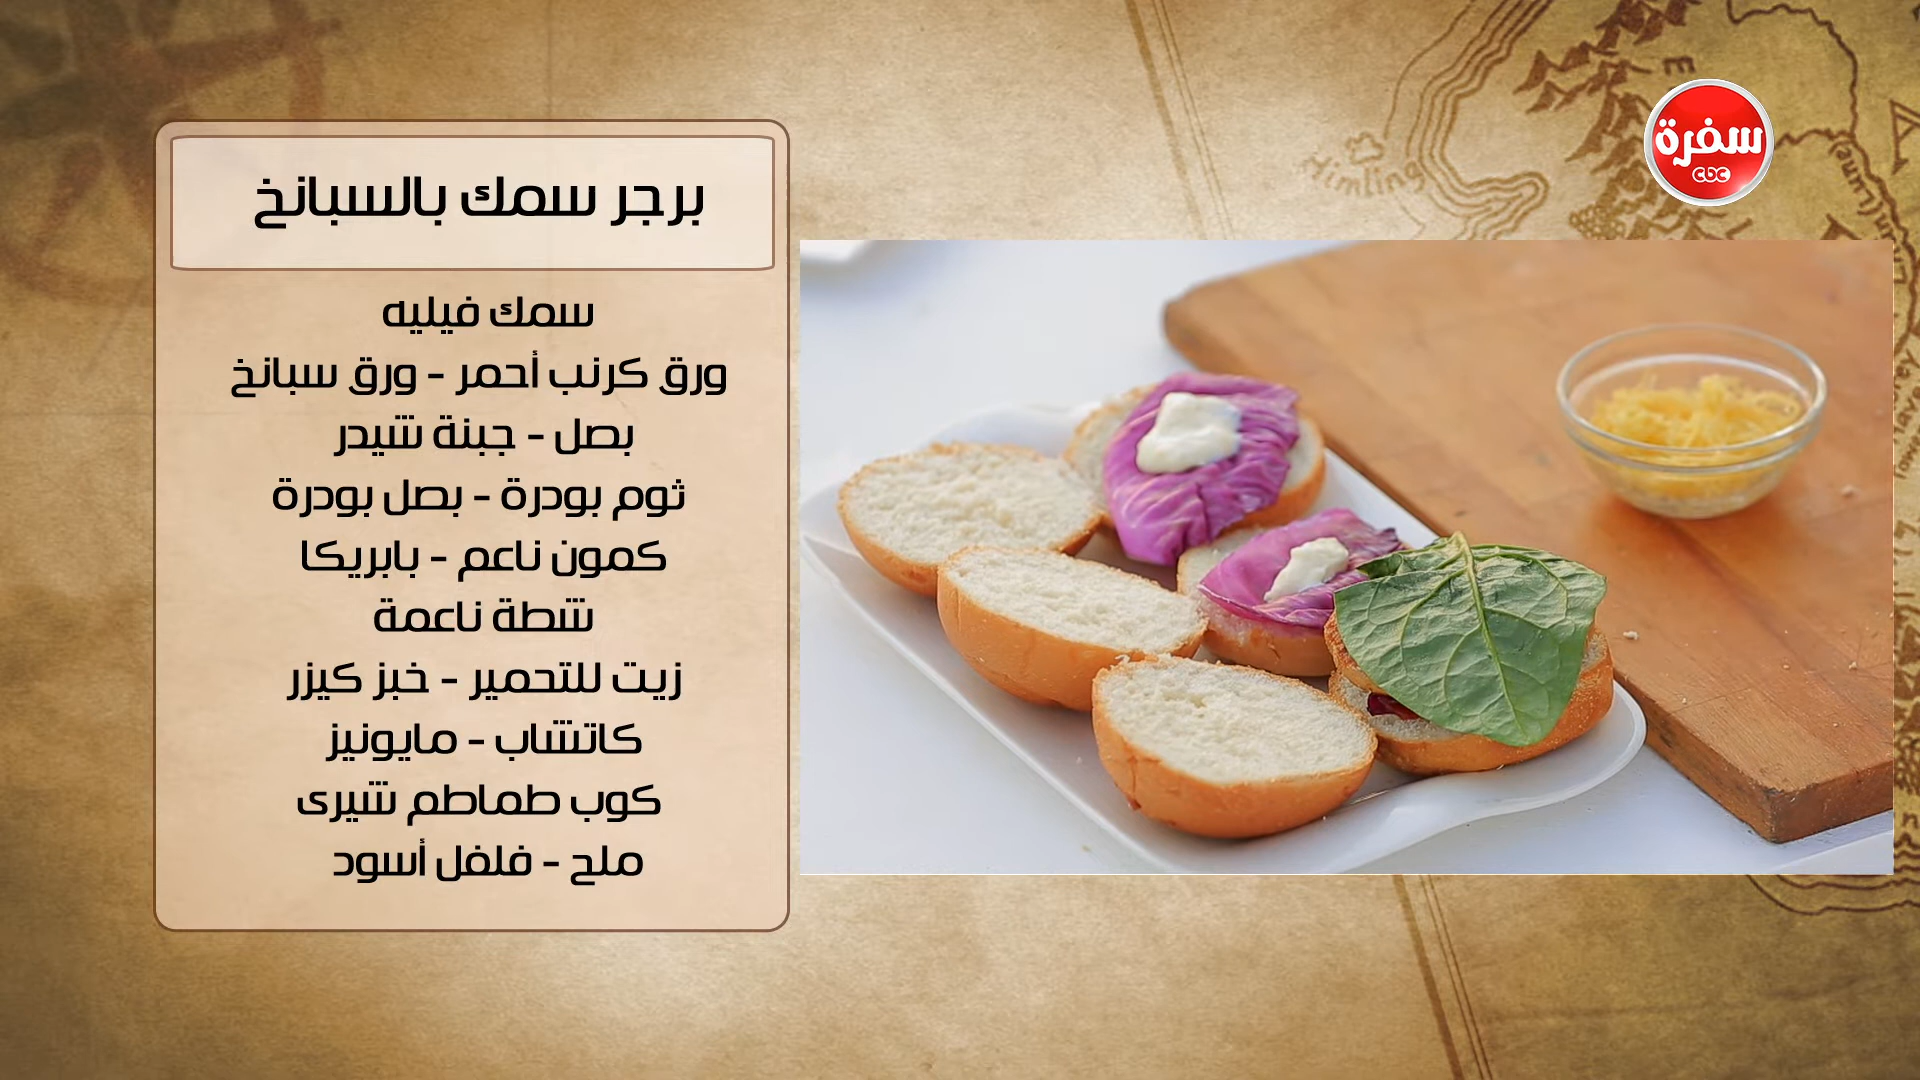 سفرة
cbc
برجر سمك بالسبانخ
سمك فيليه
ورق كرنب أحمر - ورق سبانخ
بصل - جبنة شيدر
ثوم بودرة - بصل بودرة
كمون ناعم - بابريكا
شطة ناعمة
زيت للتحمير - خبز كيزر
كاتشاب - مايونيز
كوب طماطم شيرى
ملح - فلفل أسود